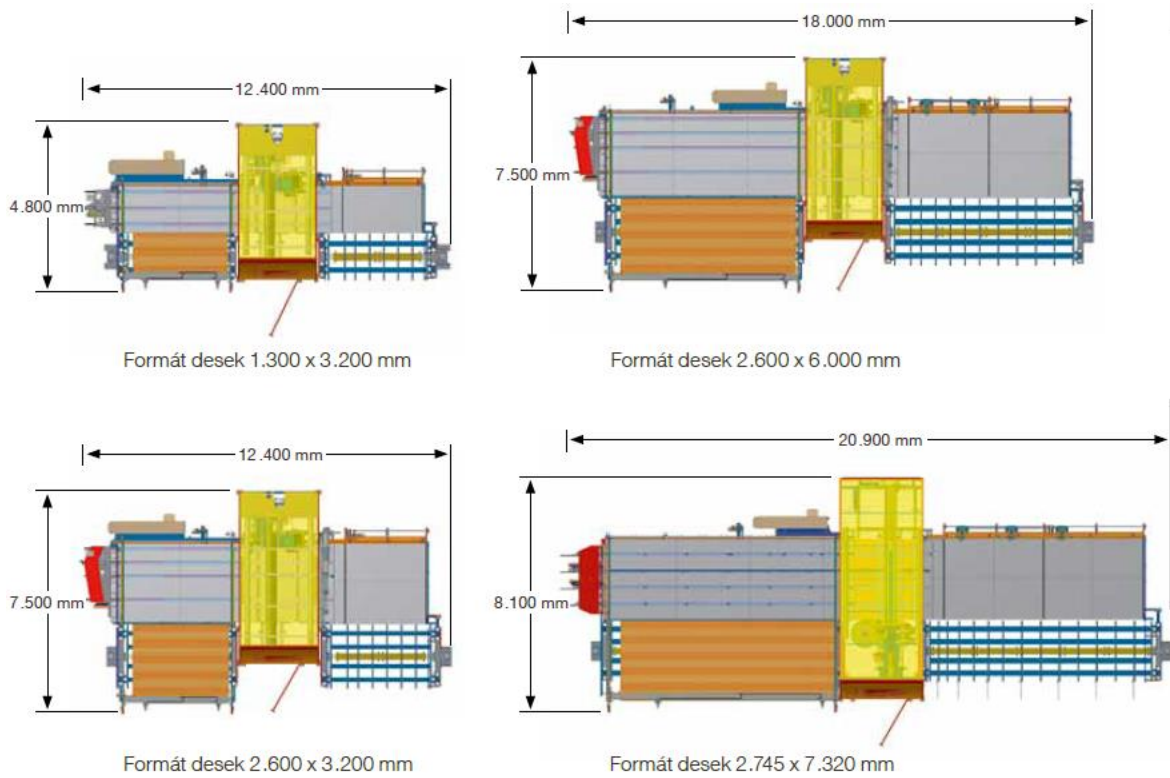 12.400 mm
4.800 mm
Formát desek 1.300 x 3.200 mm
18.000 mm
7.500 mm
Formát desek 2.600 x 6.000 mm
12.400 mm
7.500 mm
Formát desek 2.600 x 3.200 mm
20.900 mm
8.100 mm
Formát desek 2.745 x 7.320 mm